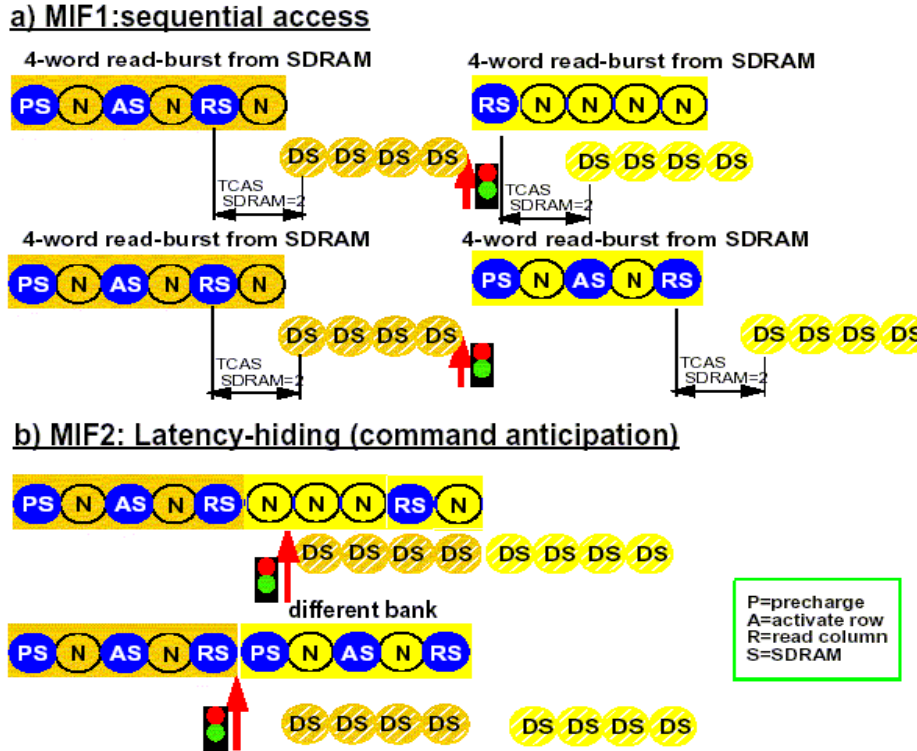 a) MIF1:sequential access
4-word read-burst from SDRAM
4-word read-burst from SDRAM
PS N AS N RS N
RS N N N N
DS DS DS DS
DS DS DS DS
TCAS
SDRAM=2
TCAS
SDRAM=2
4-word read-burst from SDRAM
4-word read-burst from SDRAM
PS N AS N RS N
PS N AS N RS
DS DS DS DS
DS DS DS DS
TCAS
SDRAM=2
TCAS
SDRAM=2
b) MIF2: Latency-hiding (command anticipation)
PS N AS N RS N N N RS N
DS DS DS DS DS DS DS DS
different bank
PS N AS N RS PS N AS N RS
DS DS DS DS DS DS DS DS
P=precharge
A=activate row
R=read column
S=SDRAM